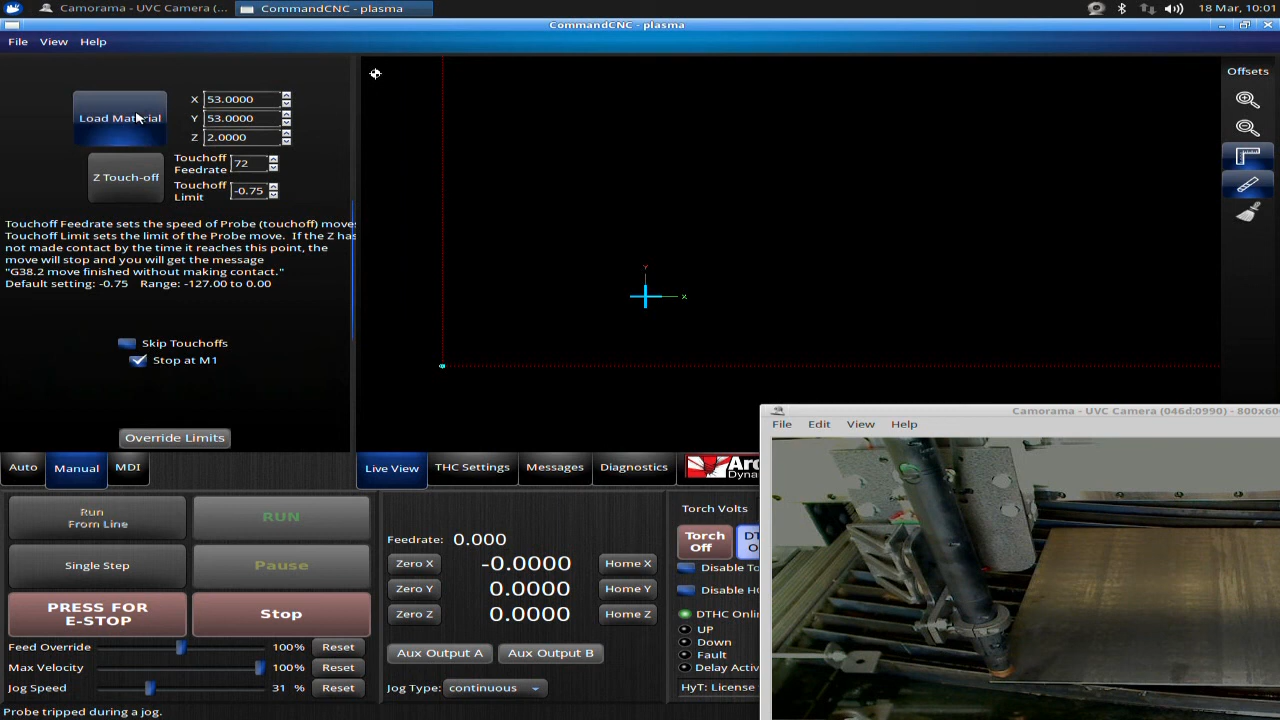 Camorama - UVC Camera (...
CommandCNC - plasma
18 Mar, 10:01
CommandCNC - plasma
File View Help
Load Material
X 53.0000
Y 53.0000
Z 2.0000
Z Touch-off
Touchoff Feedrate 72
Touchoff Limit -0.75
Touchoff Feedrate sets the speed of Probe (touchoff) move
Touchoff Limit sets the limit of the Probe move. If the Z has
not made contact by the time it reaches this point, the
move will stop and you will get the message
"G38.2 move finished without making contact."
Default setting: -0.75 Range: -127.00 to 0.00
Skip Touchoffs
Stop at M1
Override Limits
Y
X
Offsets
Camorama - UVC Camera (046d:0990) - 800x60
File Edit View Help
Auto Manual MDI
Live View THC Settings Messages Diagnostics
Arc
Dyna
Run
From Line
RUN
Single Step
Pause
PRESS FOR
E-STOP
Stop
Feed Override 100% Reset
Max Velocity 100% Reset
Jog Speed 31 % Reset
Feedrate: 0.000
Zero X -0.0000 Home X
Zero Y 0.0000 Home Y
Zero Z 0.0000 Home Z
Aux Output A Aux Output B
Jog Type: continuous
Torch Volts
Torch
Off
DT
O
Disable To
Disable HO
DTHC Onli
UP
Down
Fault
Delay Activ
HyT: License
Probe tripped during a jog.